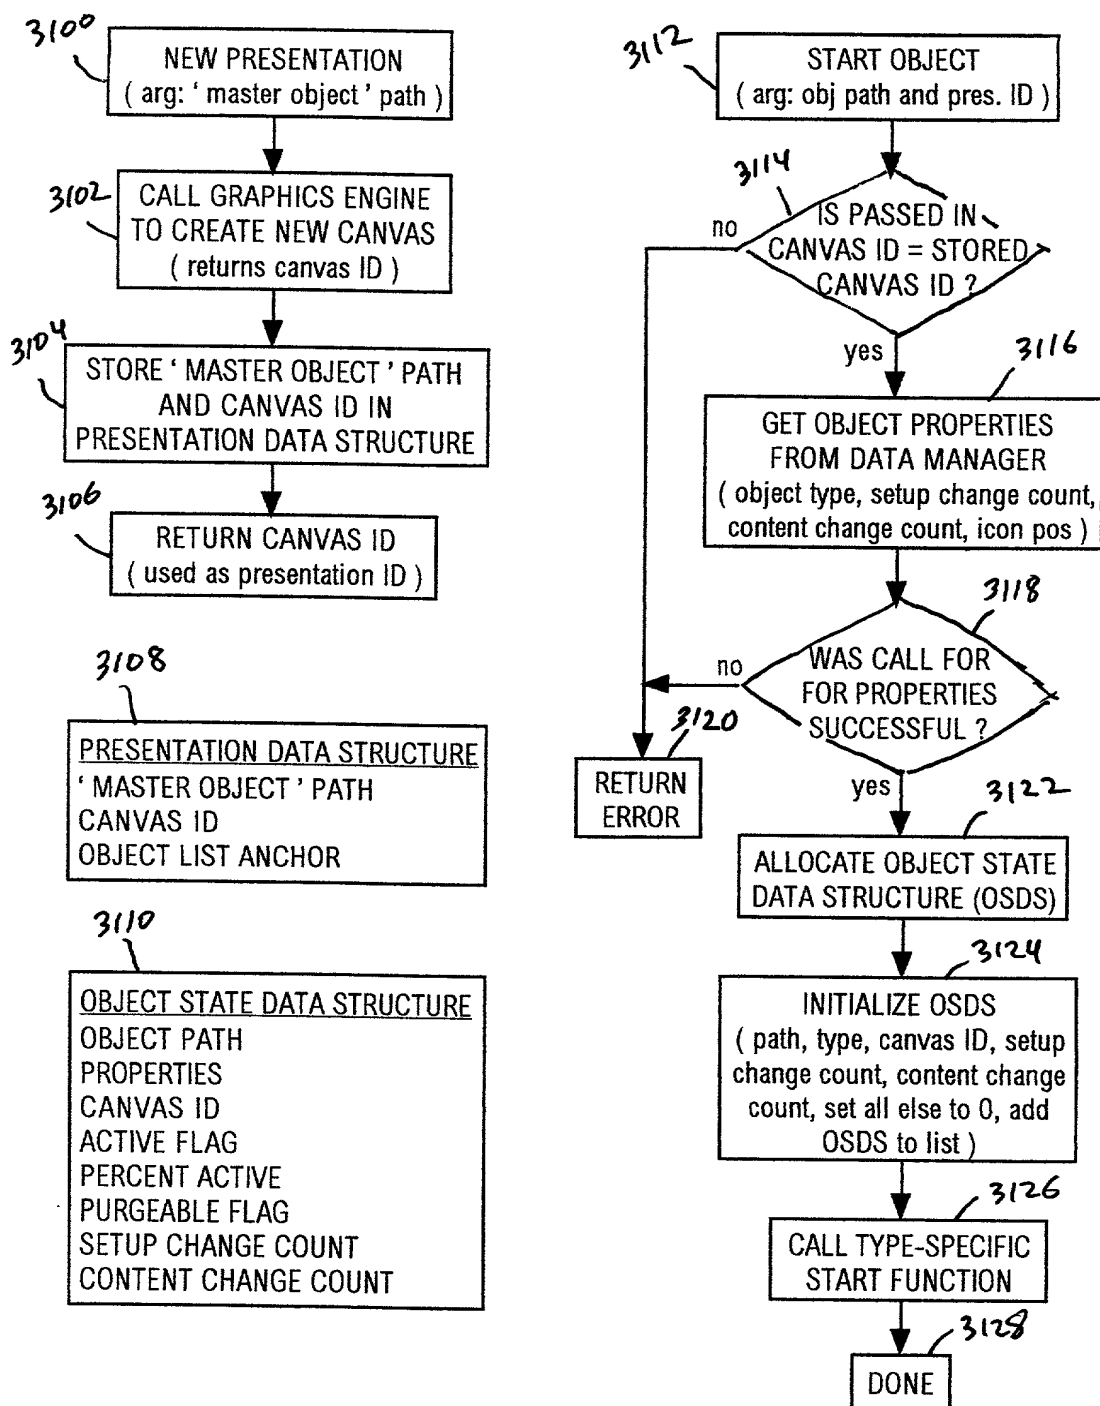 3100
NEW PRESENTATION
( arg: ' master object ' path )
3102
CALL GRAPHICS ENGINE
TO CREATE NEW CANVAS
( returns canvas ID )
3104
STORE ' MASTER OBJECT ' PATH
AND CANVAS ID IN
PRESENTATION DATA STRUCTURE
3106
RETURN CANVAS ID
( used as presentation ID )
3108
PRESENTATION DATA STRUCTURE
' MASTER OBJECT ' PATH
CANVAS ID
OBJECT LIST ANCHOR
3110
OBJECT STATE DATA STRUCTURE
OBJECT PATH
PROPERTIES
CANVAS ID
ACTIVE FLAG
PERCENT ACTIVE
PURGEABLE FLAG
SETUP CHANGE COUNT
CONTENT CHANGE COUNT
3112
START OBJECT
( arg: obj path and pres. ID )
3114
IS PASSED IN
CANVAS ID = STORED
CANVAS ID ?
no
yes
3116
GET OBJECT PROPERTIES
FROM DATA MANAGER
( object type, setup change count,
content change count, icon pos )
3118
WAS CALL FOR
FOR PROPERTIES
SUCCESSFUL ?
no
yes
3120
RETURN
ERROR
3122
ALLOCATE OBJECT STATE
DATA STRUCTURE (OSDS)
3124
INITIALIZE OSDS
( path, type, canvas ID, setup
change count, content change
count, set all else to 0, add
OSDS to list )
3126
CALL TYPE-SPECIFIC
START FUNCTION
3128
DONE